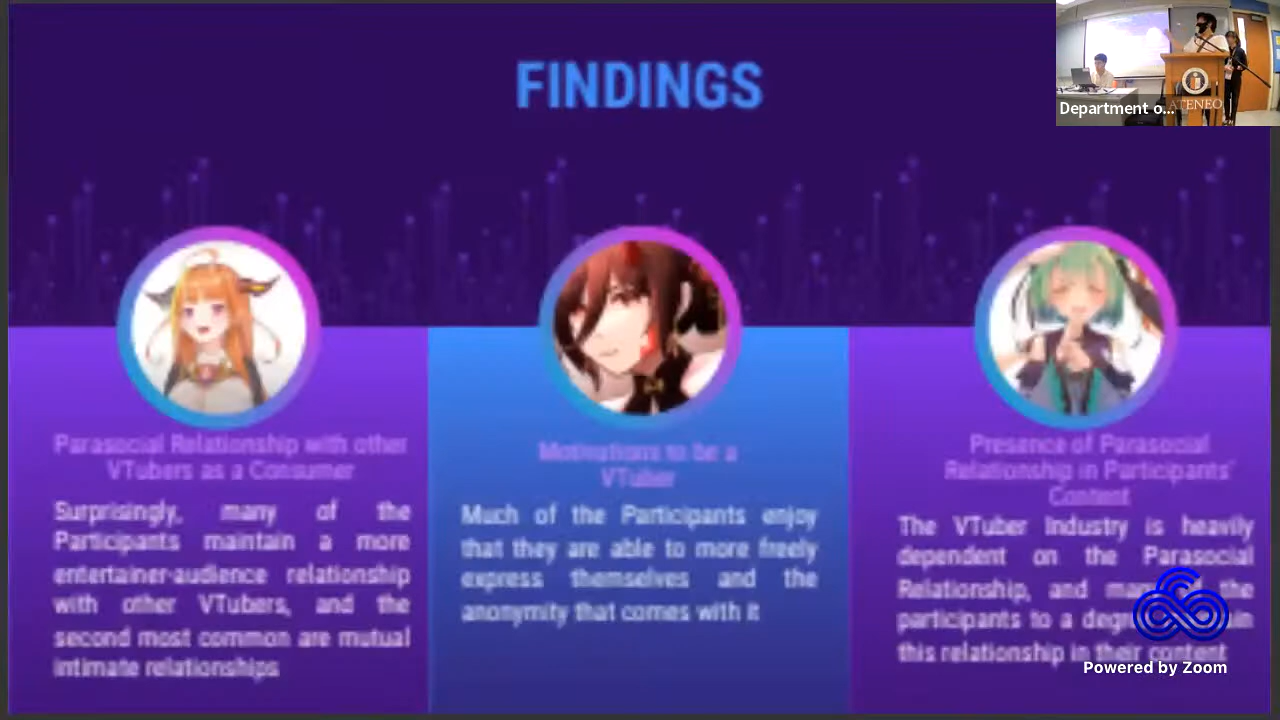 FINDINGS
Department o...
ATENEO
Parasocial Relationship with other
VTubers as a Consumer
Surprisingly, many of the
Participants maintain a more
entertainer-audience relationship
with other VTubers, and the
second most common are mutual
intimate relationships
Motivations to be a
VTuber
Much of the Participants enjoy
that they are able to more freely
express themselves and the
anonymity that comes with it
Presence of Parasocial
Relationship in Participants'
Content
The VTuber Industry is heavily
dependent on the Parasocial
Relationship, and the
participants to a
this relationship in their content
Powered by Zoom